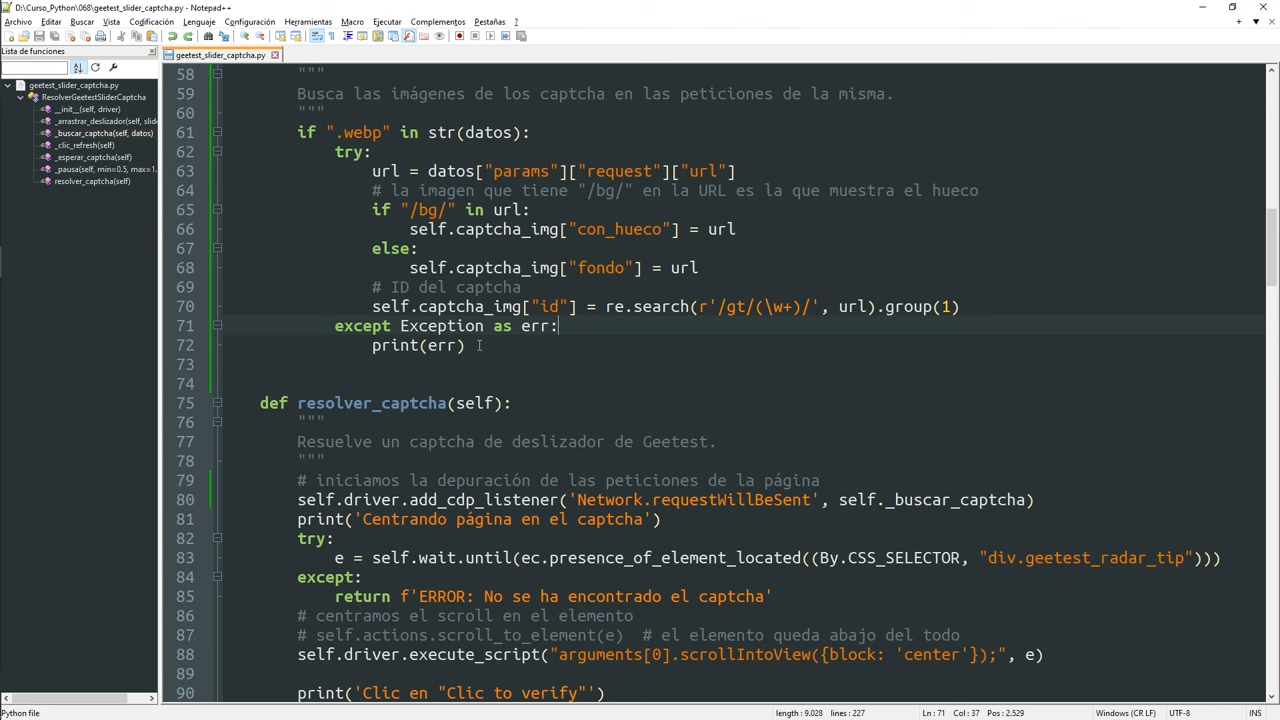 D:\Curso_Python\068\geetest_slider_captcha.py - Notepad++
Archivo Editar Buscar Vista Codificación Lenguaje Configuración Herramientas Macro Ejecutar Complementos Pestañas ?
Lista de funciones
geetest_slider_captcha.py
geetest_slider_captcha.py
ResolverGeetestSliderCaptcha
__init__(self, driver)
_arrastrar_deslizador(self, slide
_buscar_captcha(self, datos)
_clic_refresh(self)
_esperar_captcha(self)
_pausa(self, min=0.5, max=1.
resolver_captcha(self)
58 """
59 Busca las imágenes de los captcha en las peticiones de la misma.
60 """
61 if ".webp" in str(datos):
62 try:
63 url = datos["params"]["request"]["url"]
64 # la imagen que tiene "/bg/" en la URL es la que muestra el hueco
65 if "/bg/" in url:
66 self.captcha_img["con_hueco"] = url
67 else:
68 self.captcha_img["fondo"] = url
69 # ID del captcha
70 self.captcha_img["id"] = re.search(r'/gt/(\w+)/', url).group(1)
71 except Exception as err:
72 print(err)
73
74
75 def resolver_captcha(self):
76 """
77 Resuelve un captcha de deslizador de Geetest.
78 """
79 # iniciamos la depuración de las peticiones de la página
80 self.driver.add_cdp_listener('Network.requestWillBeSent', self._buscar_captcha)
81 print('Centrando página en el captcha')
82 try:
83 e = self.wait.until(ec.presence_of_element_located((By.CSS_SELECTOR, "div.geetest_radar_tip")))
84 except:
85 return f'ERROR: No se ha encontrado el captcha'
86 # centramos el scroll en el elemento
87 # self.actions.scroll_to_element(e)  # el elemento queda abajo del todo
88 self.driver.execute_script("arguments[0].scrollIntoView({block: 'center'});", e)
89
90 print('Clic en "Clic to verify"')
Python file length : 9.028 lines : 227 Ln : 71 Col : 37 Pos : 2.529 Windows (CR LF) UTF-8 INS